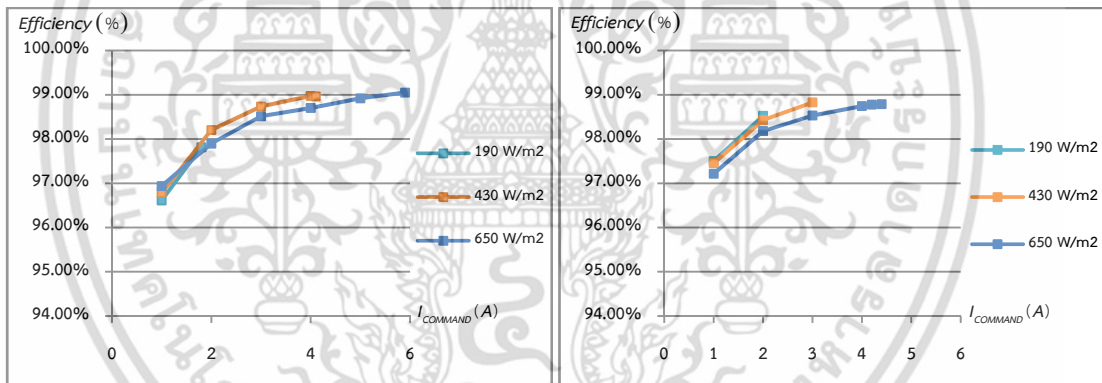 Efficiency (%)
100.00%
99.00%
98.00%
97.00%
96.00%
95.00%
94.00%
0 2 4 6
I_COMMAND (A)
190 W/m2
430 W/m2
650 W/m2
Efficiency (%)
100.00%
99.00%
98.00%
97.00%
96.00%
95.00%
94.00%
0 1 2 3 4 5 6
I_COMMAND (A)
190 W/m2
430 W/m2
650 W/m2